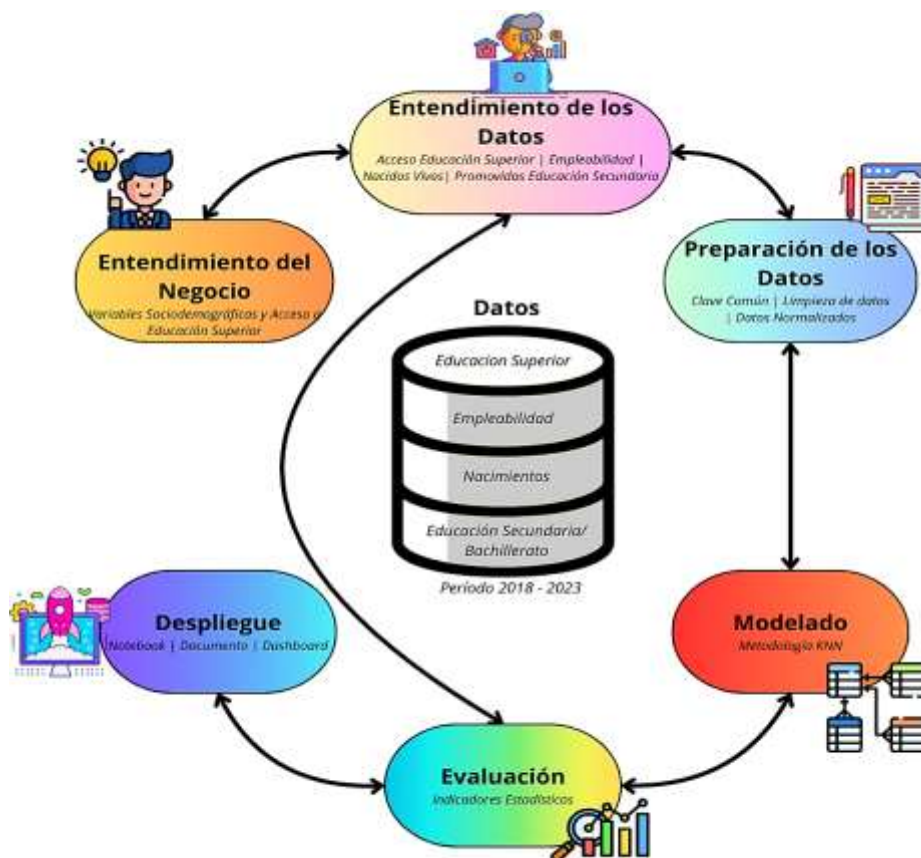 Entendimiento de los
Datos
Acceso Educación Superior | Empleabilidad |
Nacidos Vivos| Promovidos Educación Secundaria
Entendimiento del
Negocio
Variables Sociodemográficas y Acceso a
Educación Superior
Preparación de los
Datos
Clave Común | Limpieza de datos
| Datos Normalizados
Datos
Educacion Superior
Empleabilidad
Nacimientos
Educación Secundaria/
Bachillerato
Período 2018 - 2023
Despliegue
Notebook | Documento | Dashboard
Modelado
Metodología KNN
Evaluación
Indicadores Estadísticos